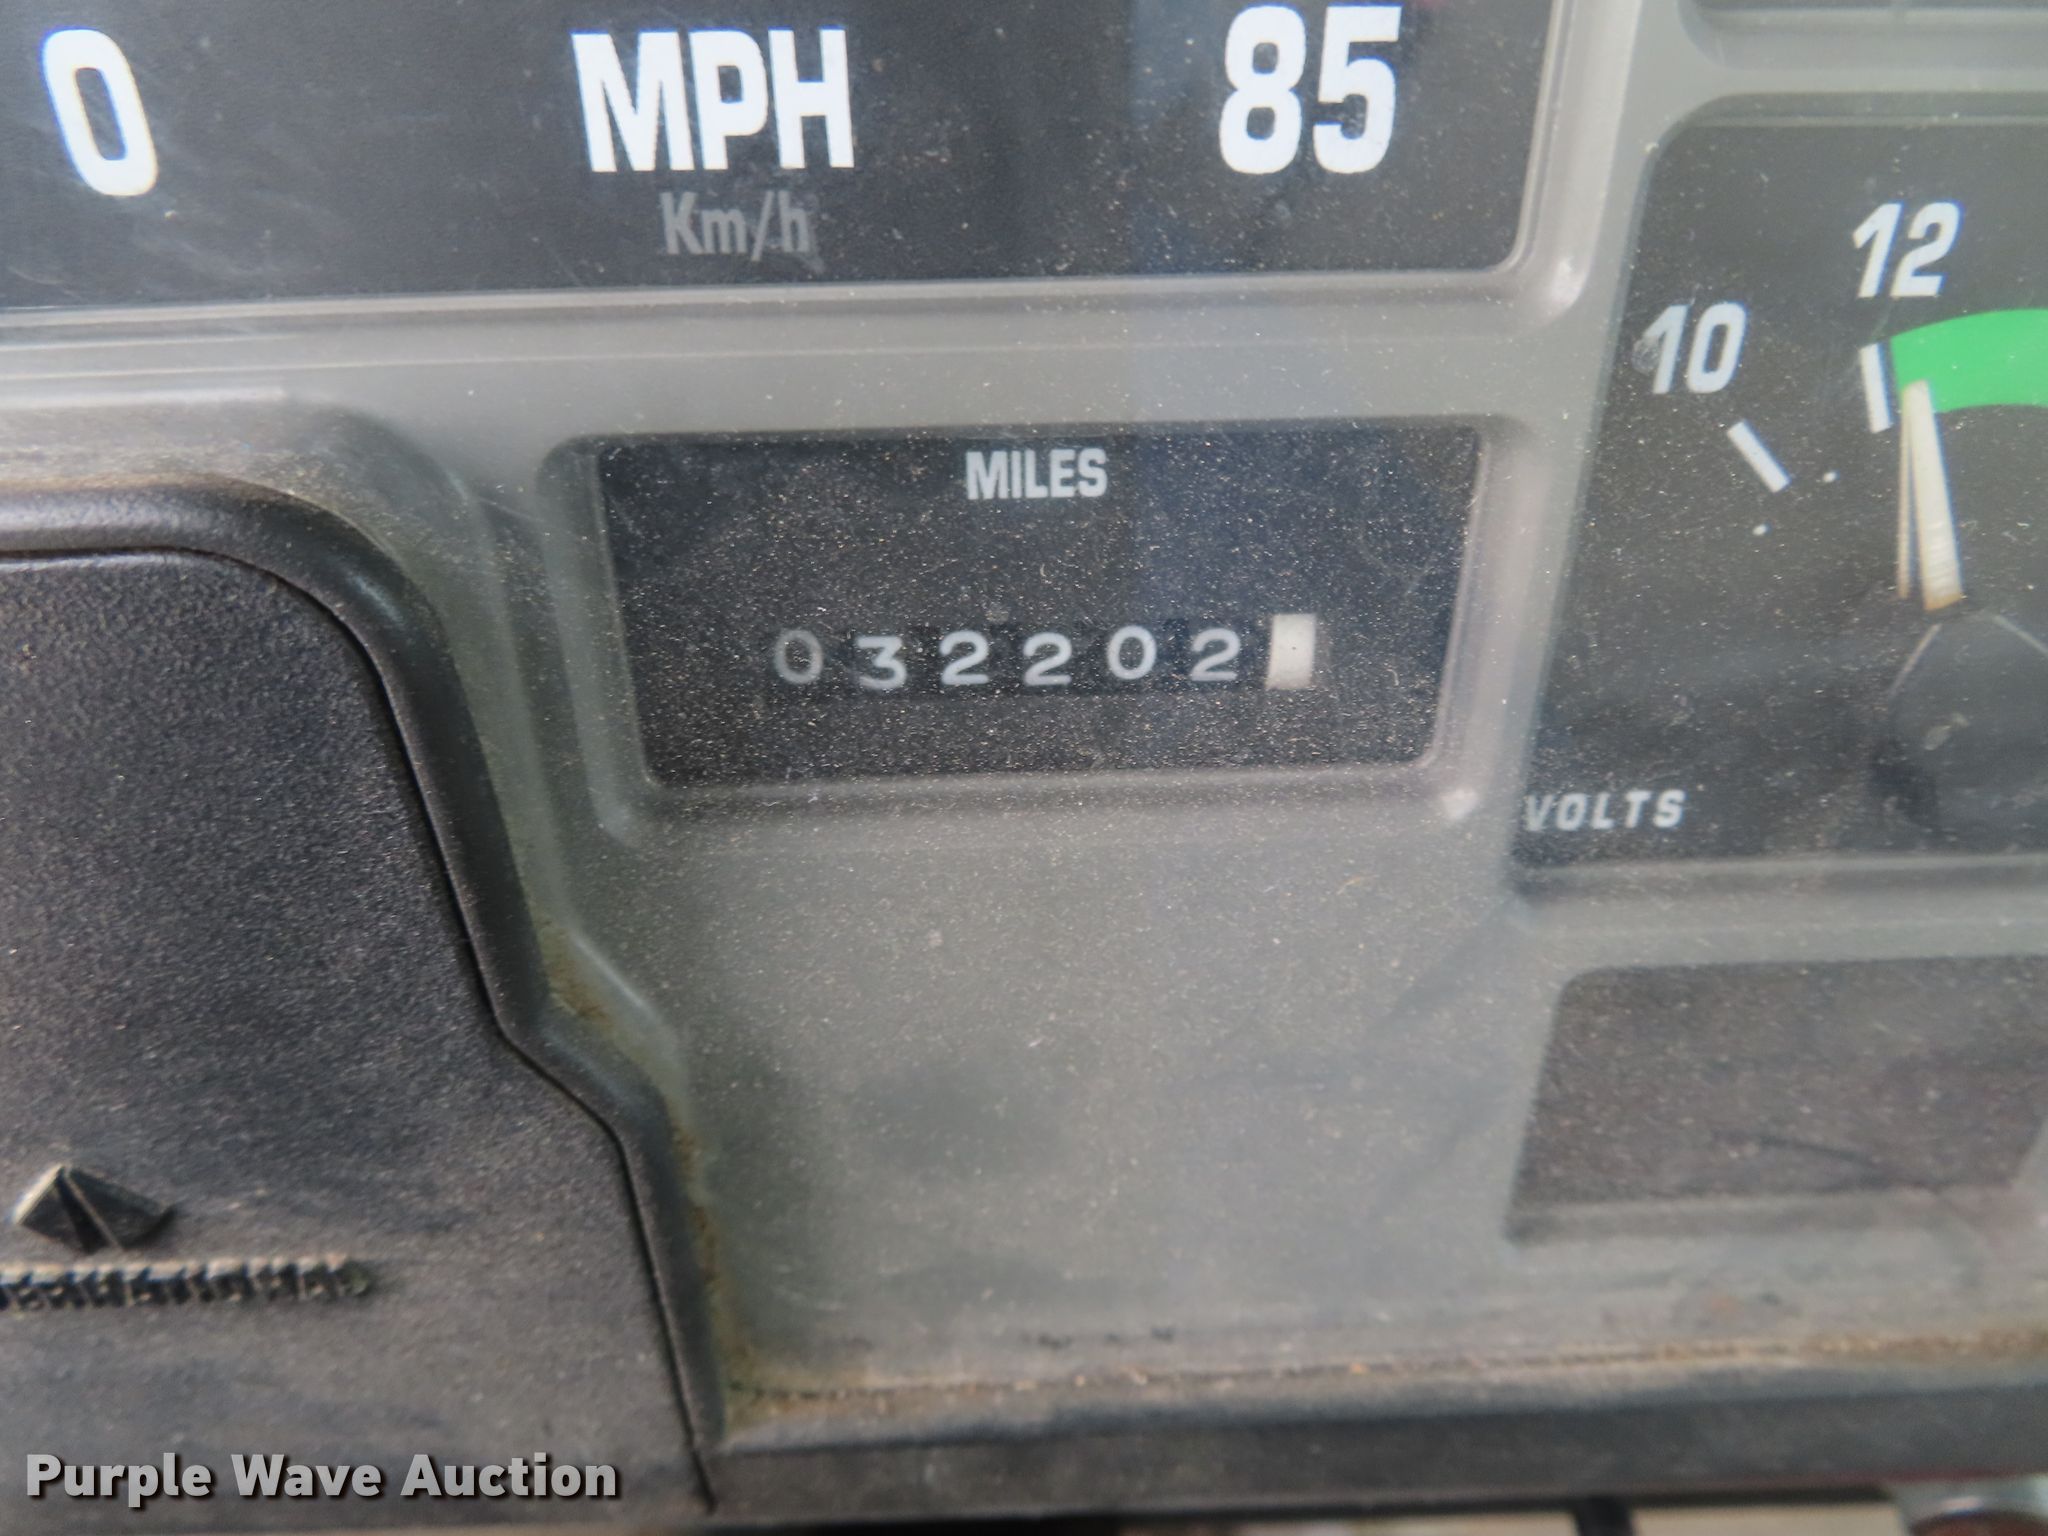 0 MPH 85
Km/h
12
10
MILES
032202
VOLTS
Purple Wave Auction